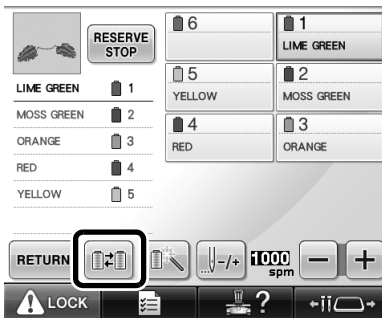 RESERVE
STOP
6
1
LIME GREEN
5
YELLOW
2
MOSS GREEN
4
RED
3
ORANGE
LIME GREEN 1
MOSS GREEN 2
ORANGE 3
RED 4
YELLOW 5
RETURN
-/+
1000
spm
−
+
LOCK
?